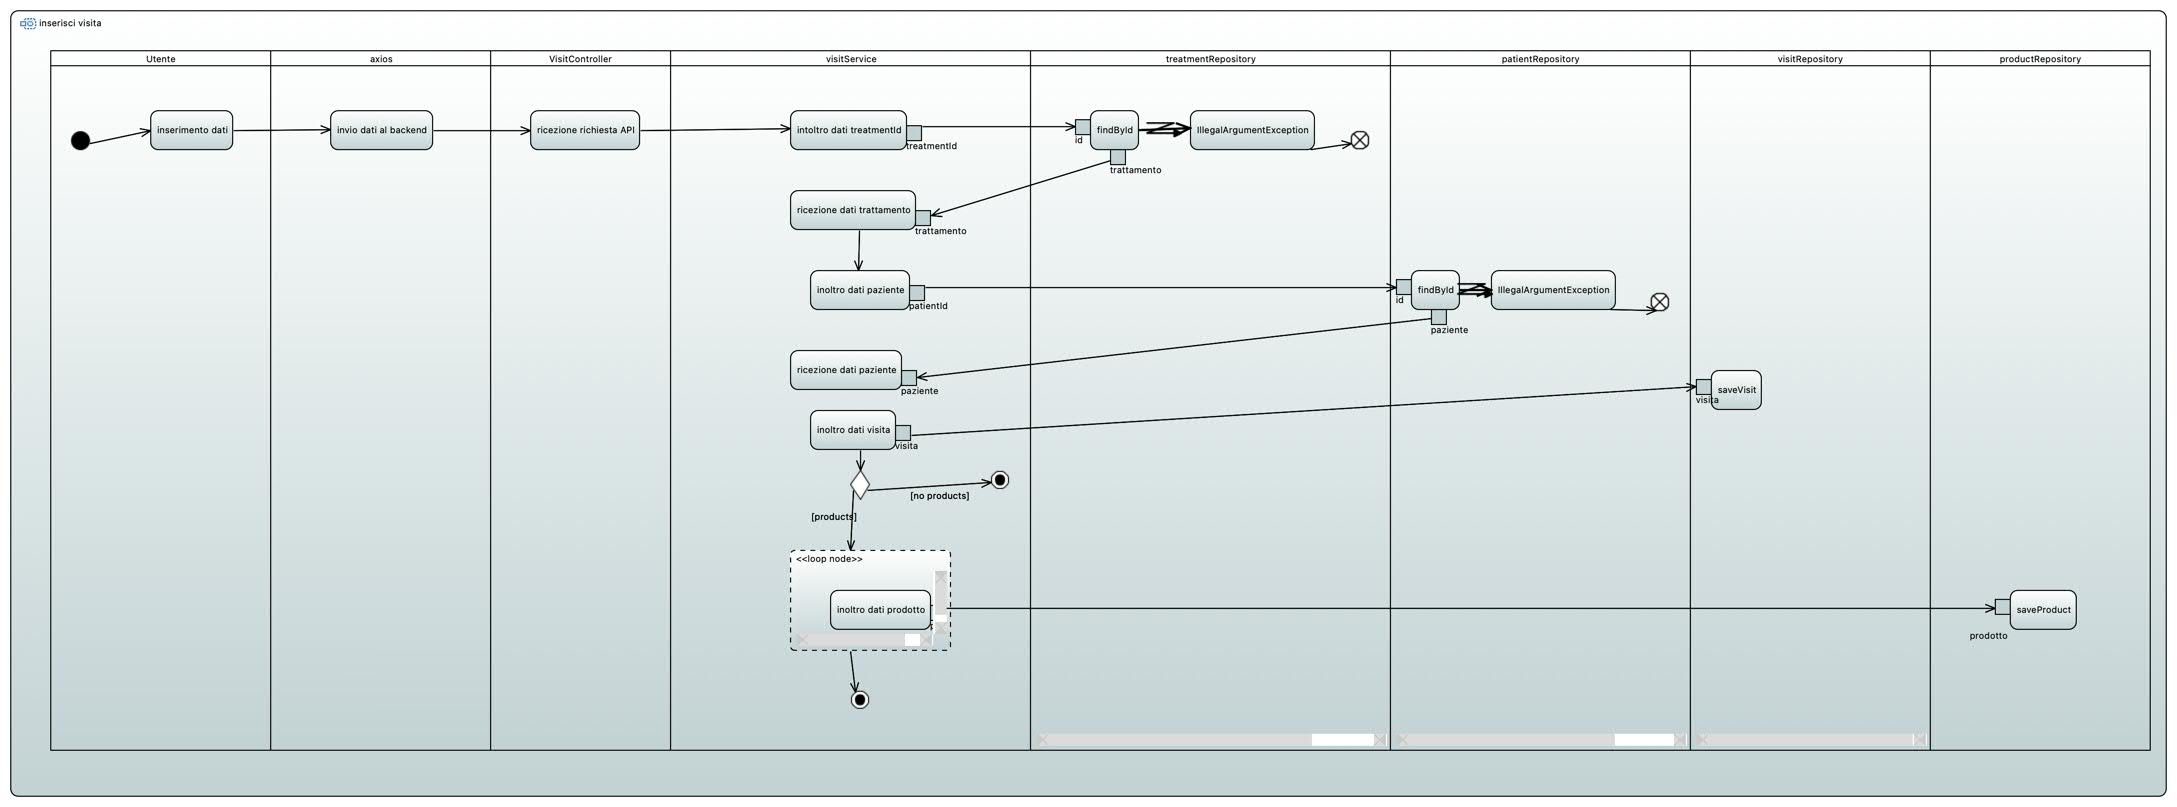 inserisci visita
Utente
axios
VisitController
visitService
treatmentRepository
patientRepository
visitRepository
productRepository
inserimento dati
invio dati al backend
ricezione richiesta API
intoltro dati treatmentId
treatmentId
id
findById
IllegalArgumentException
trattamento
ricezione dati trattamento
trattamento
inoltro dati paziente
patientId
id
findById
IllegalArgumentException
paziente
ricezione dati paziente
paziente
visita
saveVisit
inoltro dati visita
visita
[no products]
[products]
<<loop node>>
inoltro dati prodotto
saveProduct
prodotto